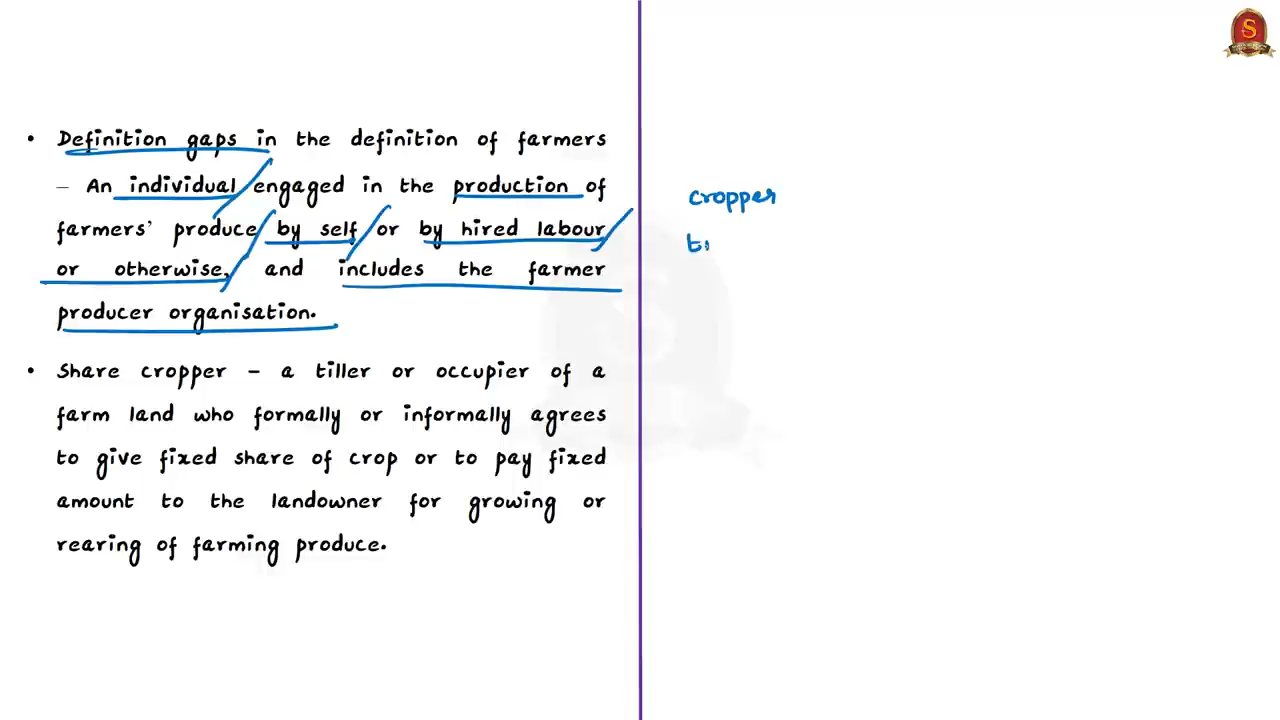 • Definition gaps in the definition of farmers
– An individual engaged in the production of
farmers' produce by self or by hired labour
or otherwise, and includes the farmer
producer organisation.
• Share cropper – a tiller or occupier of a
farm land who formally or informally agrees
to give fixed share of crop or to pay fixed
amount to the landowner for growing or
rearing of farming produce.
cropper
S